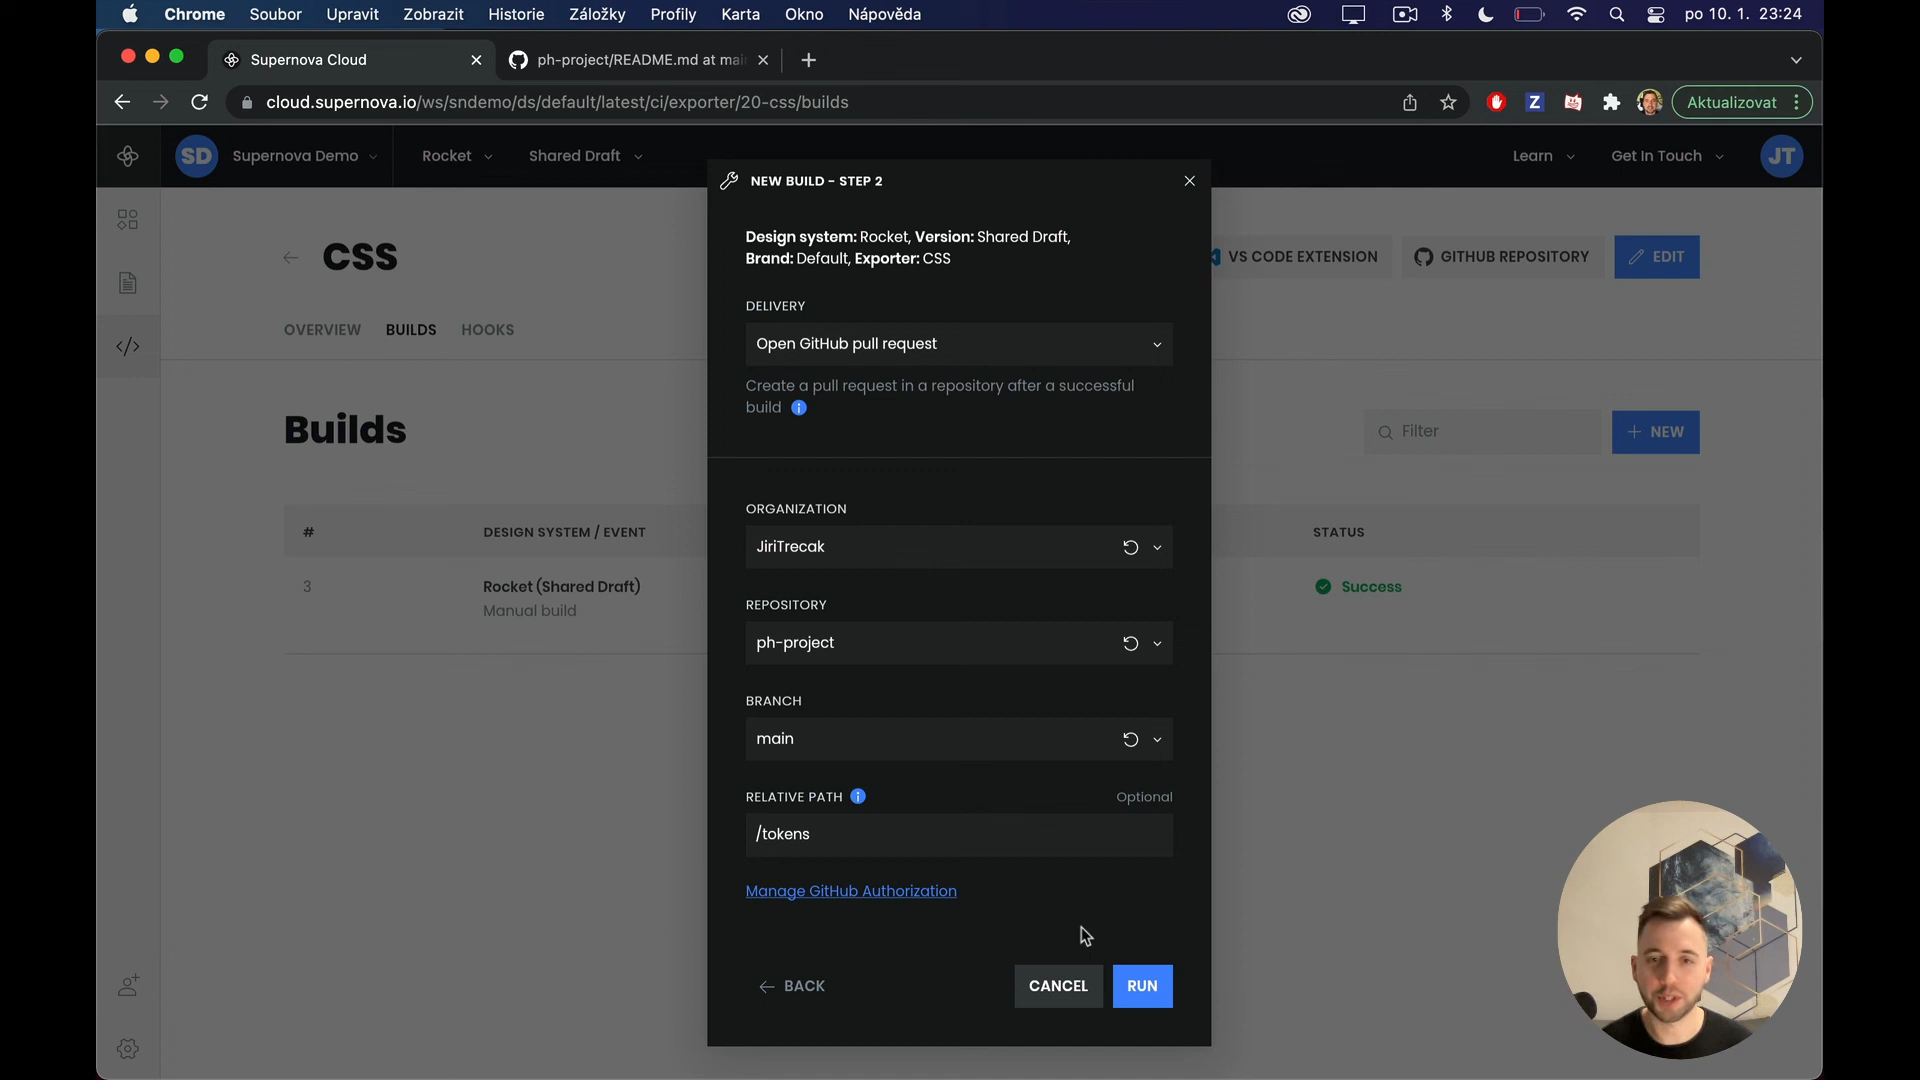 Chrome Soubor Upravit Zobrazit Historie Záložky Profily Karta Okno Nápověda po 10. 1. 23:24
Supernova Cloud ph-project/README.md at mai
cloud.supernova.io/ws/sndemo/ds/default/latest/ci/exporter/20-css/builds Z Aktualizovat
SD Supernova Demo Rocket Shared Draft Learn Get In Touch JT
NEW BUILD - STEP 2
Design system: Rocket, Version: Shared Draft,
Brand: Default, Exporter: CSS
CSS VS CODE EXTENSION GITHUB REPOSITORY EDIT
OVERVIEW BUILDS HOOKS
DELIVERY
Open GitHub pull request
Create a pull request in a repository after a successful
build
Builds Filter + NEW
# DESIGN SYSTEM / EVENT STATUS
3 Rocket (Shared Draft) Success
Manual build
ORGANIZATION
JiriTrecak
REPOSITORY
ph-project
BRANCH
main
RELATIVE PATH Optional
/tokens
Manage GitHub Authorization
BACK CANCEL RUN